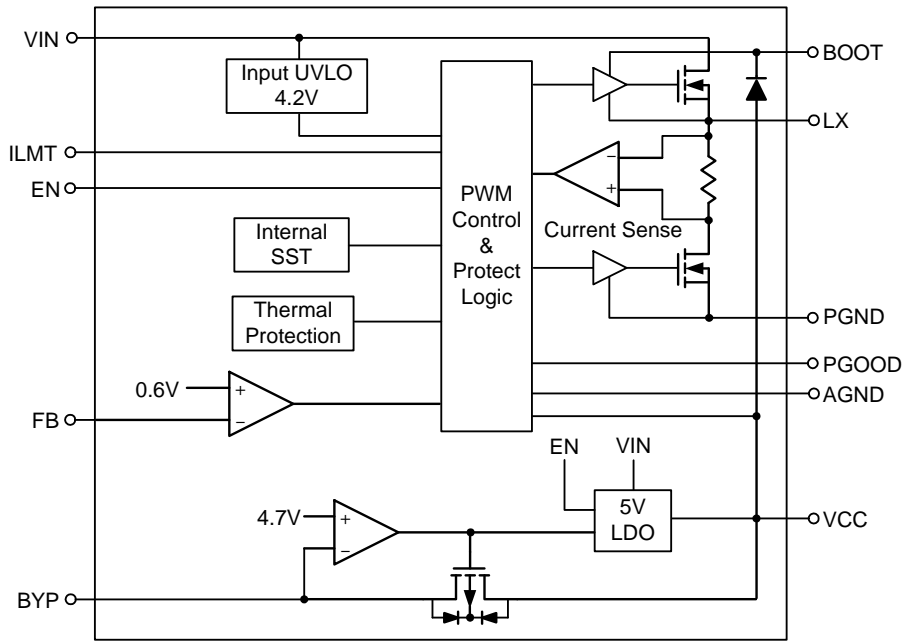 VIN
BOOT
Input UVLO
4.2V
LX
ILMT
EN
PWM
Control
&
Protect
Logic
−
+
Current Sense
Internal
SST
Thermal
Protection
PGND
PGOOD
AGND
0.6V
+
−
FB
EN
VIN
5V
LDO
VCC
4.7V
+
−
BYP